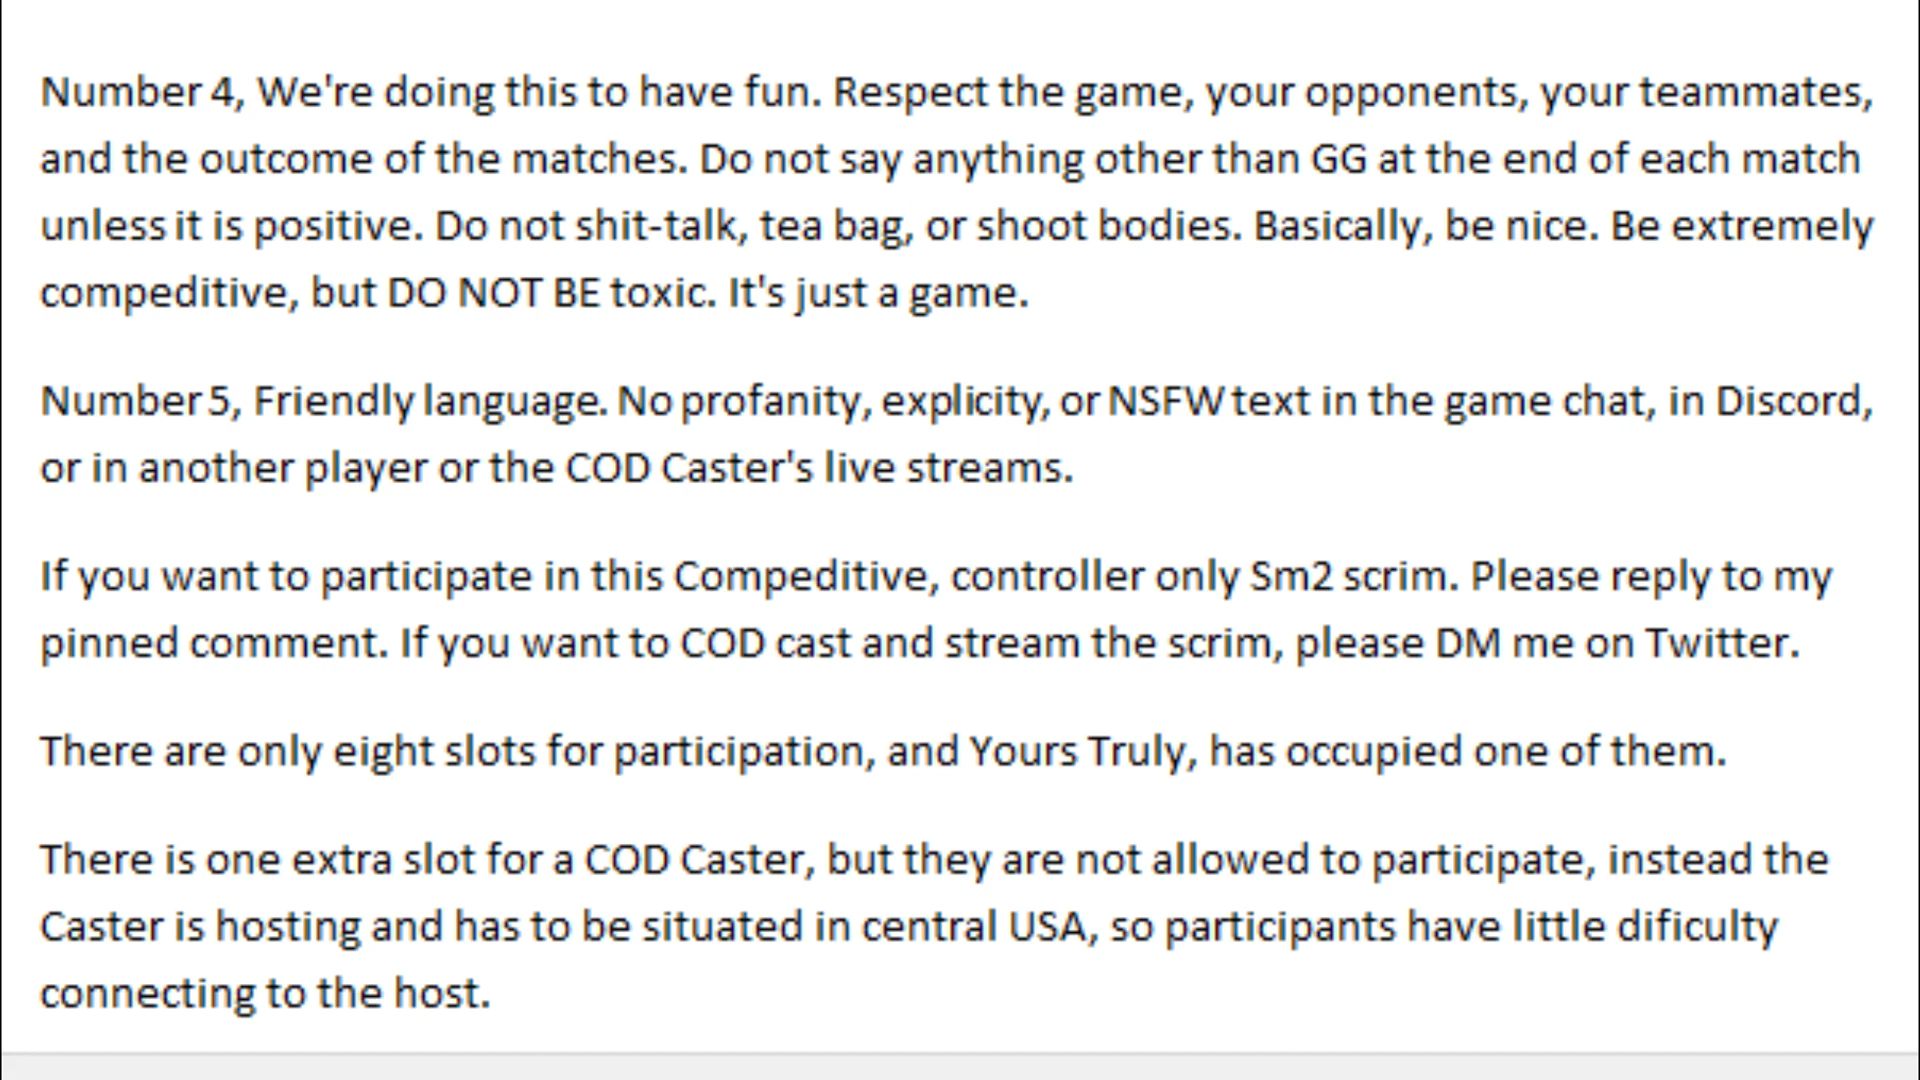 Number 4, We're doing this to have fun. Respect the game, your opponents, your teammates,
and the outcome of the matches. Do not say anything other than GG at the end of each match
unless it is positive. Do not shit-talk, tea bag, or shoot bodies. Basically, be nice. Be extremely
compeditive, but DO NOT BE toxic. It's just a game.
Number 5, Friendly language. No profanity, explicity, or NSFW text in the game chat, in Discord,
or in another player or the COD Caster's live streams.
If you want to participate in this Compeditive, controller only Sm2 scrim. Please reply to my
pinned comment. If you want to COD cast and stream the scrim, please DM me on Twitter.
There are only eight slots for participation, and Yours Truly, has occupied one of them.
There is one extra slot for a COD Caster, but they are not allowed to participate, instead the
Caster is hosting and has to be situated in central USA, so participants have little dificulty
connecting to the host.